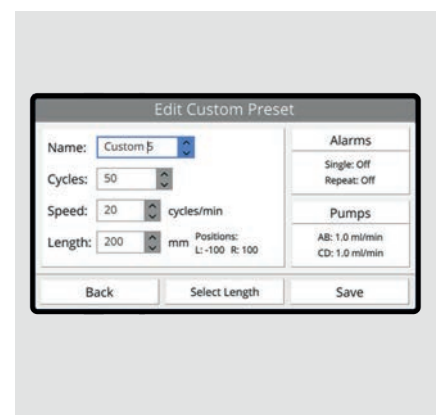 Edit Custom Preset
Name: Custom 5
Cycles: 50
Speed: 20 cycles/min
Length: 200 mm Positions:
L: -100 R: 100
Alarms
Single: Off
Repeat: Off
Pumps
AB: 1.0 ml/min
CD: 1.0 ml/min
Back Select Length Save